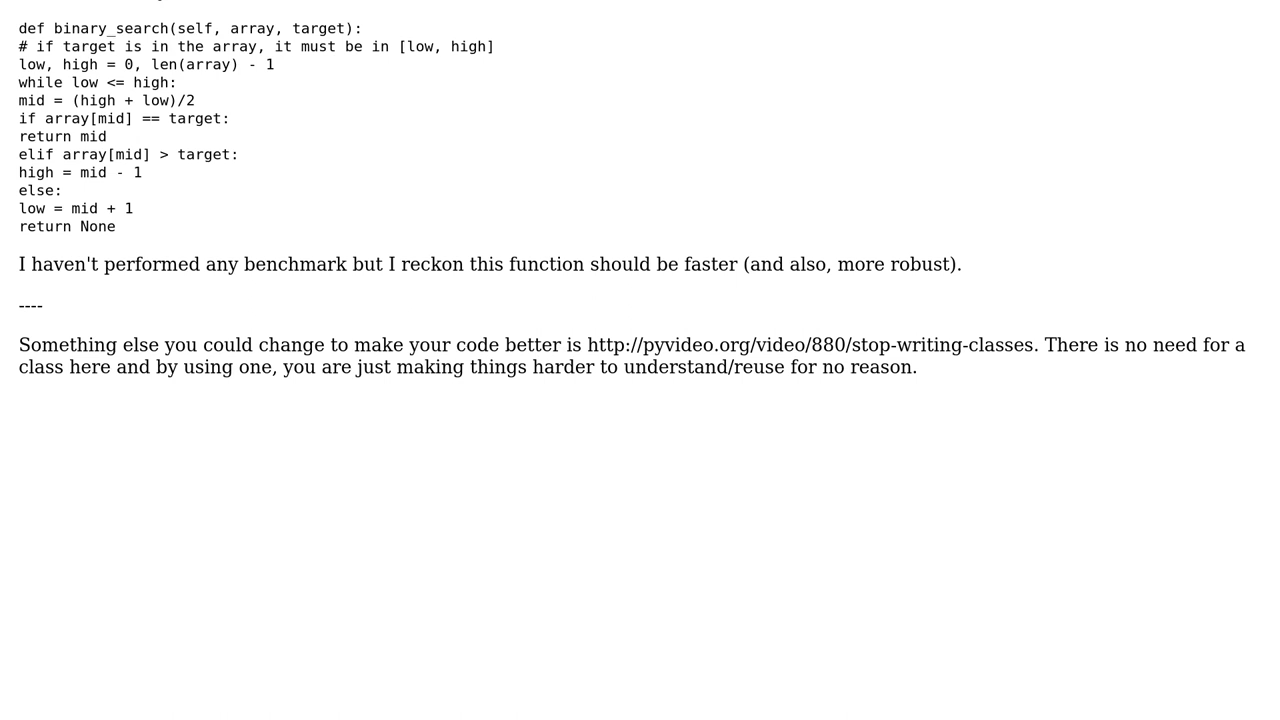 def binary_search(self, array, target):
# if target is in the array, it must be in [low, high]
low, high = 0, len(array) - 1
while low <= high:
mid = (high + low)/2
if array[mid] == target:
return mid
elif array[mid] > target:
high = mid - 1
else:
low = mid + 1
return None
I haven't performed any benchmark but I reckon this function should be faster (and also, more robust).
----
Something else you could change to make your code better is http://pyvideo.org/video/880/stop-writing-classes. There is no need for a
class here and by using one, you are just making things harder to understand/reuse for no reason.